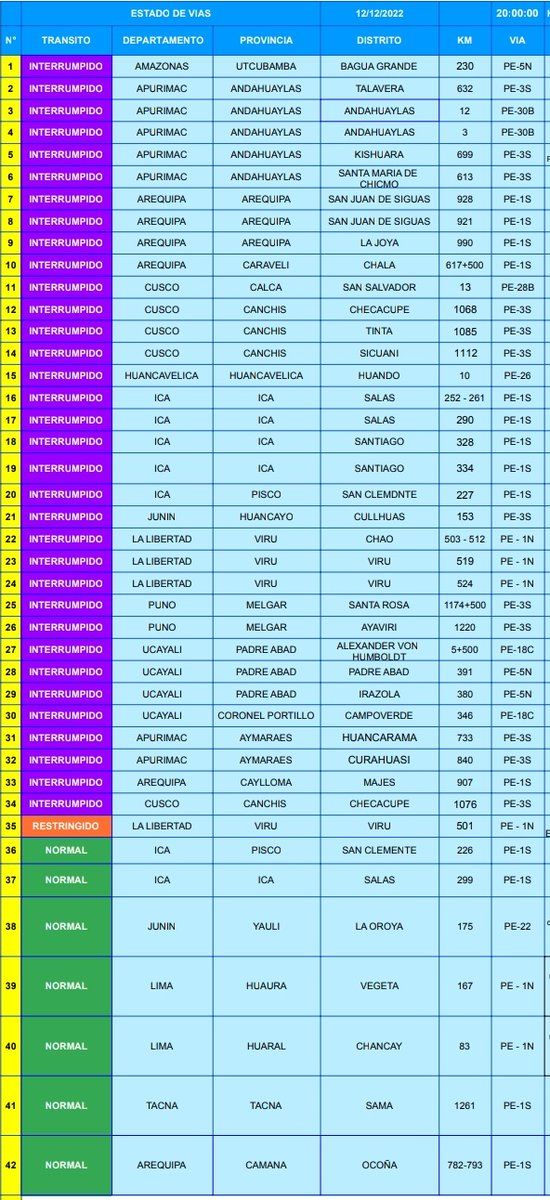 ESTADO DE VIAS 12/12/2022 20:00:00
N° TRANSITO DEPARTAMENTO PROVINCIA DISTRITO KM VIA
1 INTERRUMPIDO AMAZONAS UTCUBAMBA BAGUA GRANDE 230 PE-5N
2 INTERRUMPIDO APURIMAC ANDAHUAYLAS TALAVERA 632 PE-3S
3 INTERRUMPIDO APURIMAC ANDAHUAYLAS ANDAHUAYLAS 12 PE-30B
4 INTERRUMPIDO APURIMAC ANDAHUAYLAS ANDAHUAYLAS 3 PE-30B
5 INTERRUMPIDO APURIMAC ANDAHUAYLAS KISHUARA 699 PE-3S
6 INTERRUMPIDO APURIMAC ANDAHUAYLAS SANTA MARIA DE CHICMO 613 PE-3S
7 INTERRUMPIDO AREQUIPA AREQUIPA SAN JUAN DE SIGUAS 928 PE-1S
8 INTERRUMPIDO AREQUIPA AREQUIPA SAN JUAN DE SIGUAS 921 PE-1S
9 INTERRUMPIDO AREQUIPA AREQUIPA LA JOYA 990 PE-1S
10 INTERRUMPIDO AREQUIPA CARAVELI CHALA 617+500 PE-1S
11 INTERRUMPIDO CUSCO CALCA SAN SALVADOR 13 PE-28B
12 INTERRUMPIDO CUSCO CANCHIS CHECACUPE 1068 PE-3S
13 INTERRUMPIDO CUSCO CANCHIS TINTA 1085 PE-3S
14 INTERRUMPIDO CUSCO CANCHIS SICUANI 1112 PE-3S
15 INTERRUMPIDO HUANCAVELICA HUANCAVELICA HUANDO 10 PE-26
16 INTERRUMPIDO ICA ICA SALAS 252 - 261 PE-1S
17 INTERRUMPIDO ICA ICA SALAS 290 PE-1S
18 INTERRUMPIDO ICA ICA SANTIAGO 328 PE-1S
19 INTERRUMPIDO ICA ICA SANTIAGO 334 PE-1S
20 INTERRUMPIDO ICA PISCO SAN CLEMDNTE 227 PE-1S
21 INTERRUMPIDO JUNIN HUANCAYO CULLHUAS 153 PE-3S
22 INTERRUMPIDO LA LIBERTAD VIRU CHAO 503 - 512 PE - 1N
23 INTERRUMPIDO LA LIBERTAD VIRU VIRU 519 PE - 1N
24 INTERRUMPIDO LA LIBERTAD VIRU VIRU 524 PE - 1N
25 INTERRUMPIDO PUNO MELGAR SANTA ROSA 1174+500 PE-3S
26 INTERRUMPIDO PUNO MELGAR AYAVIRI 1220 PE-3S
27 INTERRUMPIDO UCAYALI PADRE ABAD ALEXANDER VON HUMBOLDT 5+500 PE-18C
28 INTERRUMPIDO UCAYALI PADRE ABAD PADRE ABAD 391 PE-5N
29 INTERRUMPIDO UCAYALI PADRE ABAD IRAZOLA 380 PE-5N
30 INTERRUMPIDO UCAYALI CORONEL PORTILLO CAMPOVERDE 346 PE-18C
31 INTERRUMPIDO APURIMAC AYMARAES HUANCARAMA 733 PE-3S
32 INTERRUMPIDO APURIMAC AYMARAES CURAHUASI 840 PE-3S
33 INTERRUMPIDO AREQUIPA CAYLLOMA MAJES 907 PE-1S
34 INTERRUMPIDO CUSCO CANCHIS CHECACUPE 1076 PE-3S
35 RESTRINGIDO LA LIBERTAD VIRU VIRU 501 PE - 1N
36 NORMAL ICA PISCO SAN CLEMENTE 226 PE-1S
37 NORMAL ICA ICA SALAS 299 PE-1S
38 NORMAL JUNIN YAULI LA OROYA 175 PE-22
39 NORMAL LIMA HUAURA VEGETA 167 PE - 1N
40 NORMAL LIMA HUARAL CHANCAY 83 PE - 1N
41 NORMAL TACNA TACNA SAMA 1261 PE-1S
42 NORMAL AREQUIPA CAMANA OCOÑA 782-793 PE-1S